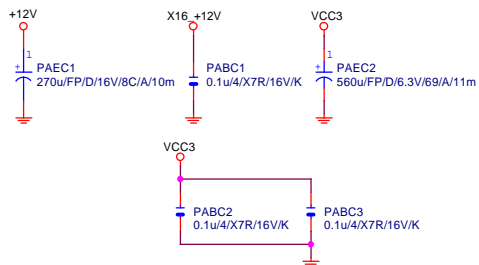 +12V
X16_+12V
VCC3
1
+
PAEC1
270u/FP/D/16V/8C/A/10m
PABC1
0.1u/4/X7R/16V/K
1
+
PAEC2
560u/FP/D/6.3V/69/A/11m
VCC3
PABC2
0.1u/4/X7R/16V/K
PABC3
0.1u/4/X7R/16V/K